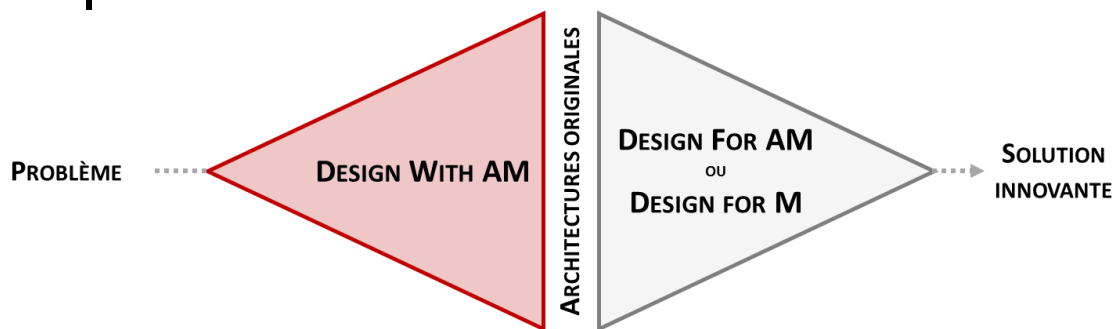 PROBLÈME
DESIGN WITH AM
ARCHITECTURES ORIGINALES
DESIGN FOR AM
OU
DESIGN FOR M
SOLUTION
INNOVANTE